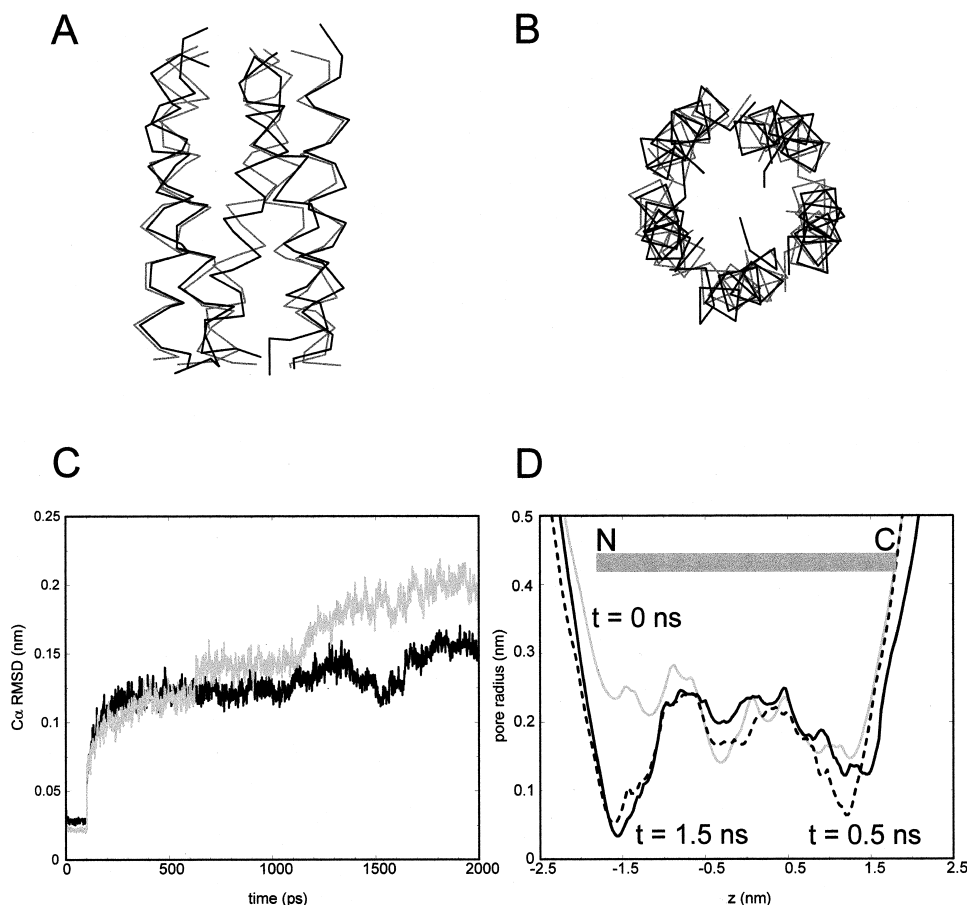 A
B
C
0.25
0.2
0.15
0.1
0.05
0
Cα RMSD (nm)
0
500
1000
1500
2000
time (ps)
D
0.5
0.4
0.3
0.2
0.1
0
pore radius (nm)
N
C
t = 0 ns
t = 1.5 ns
t = 0.5 ns
-2.5
-1.5
-0.5
0.5
1.5
2.5
z (nm)